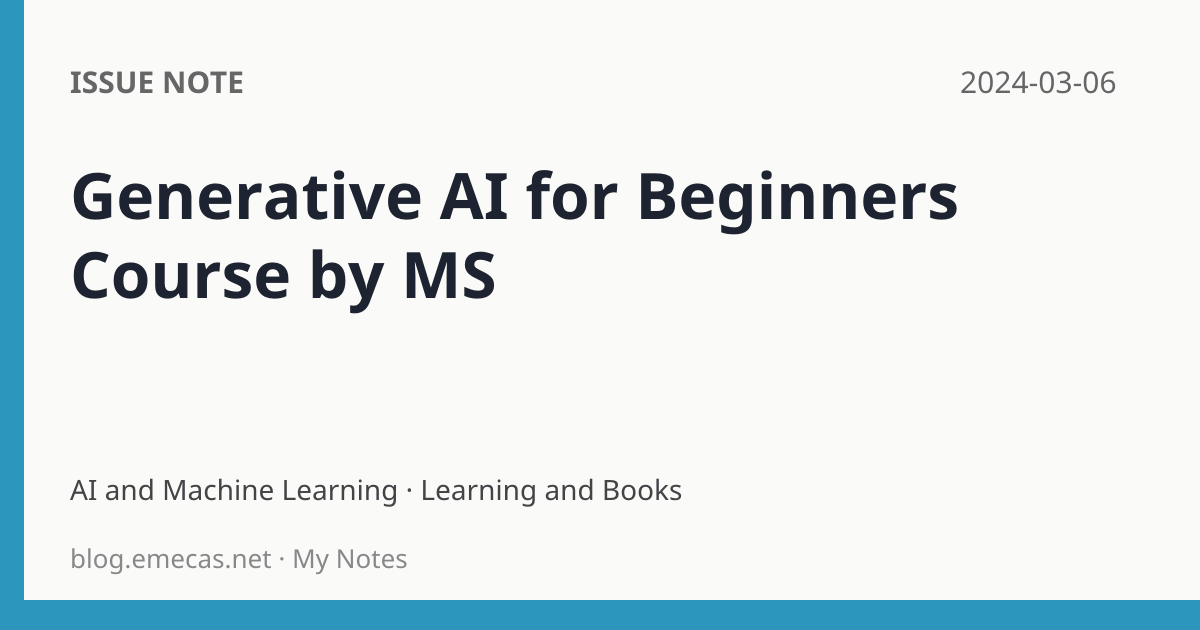 ISSUE NOTE
2024-03-06
Generative AI for Beginners
Course by MS
AI and Machine Learning · Learning and Books
blog.emecas.net · My Notes